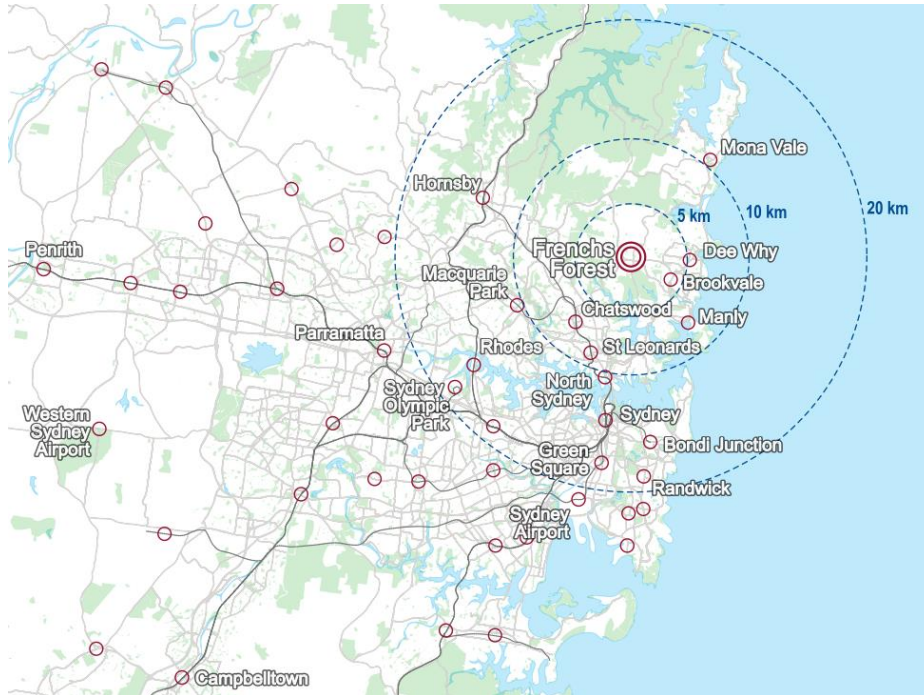 Mona Vale
Hornsby
5 km
10 km
20 km
Frenchs
Forest
Dee Why
Penrith
Macquarie
Park
Brookvale
Chatswood
Manly
Parramatta
Rhodes
St Leonards
Sydney
Olympic
Park
North
Sydney
Western
Sydney
Airport
Sydney
Bondi Junction
Green
Square
Randwick
Sydney
Airport
Campbelltown